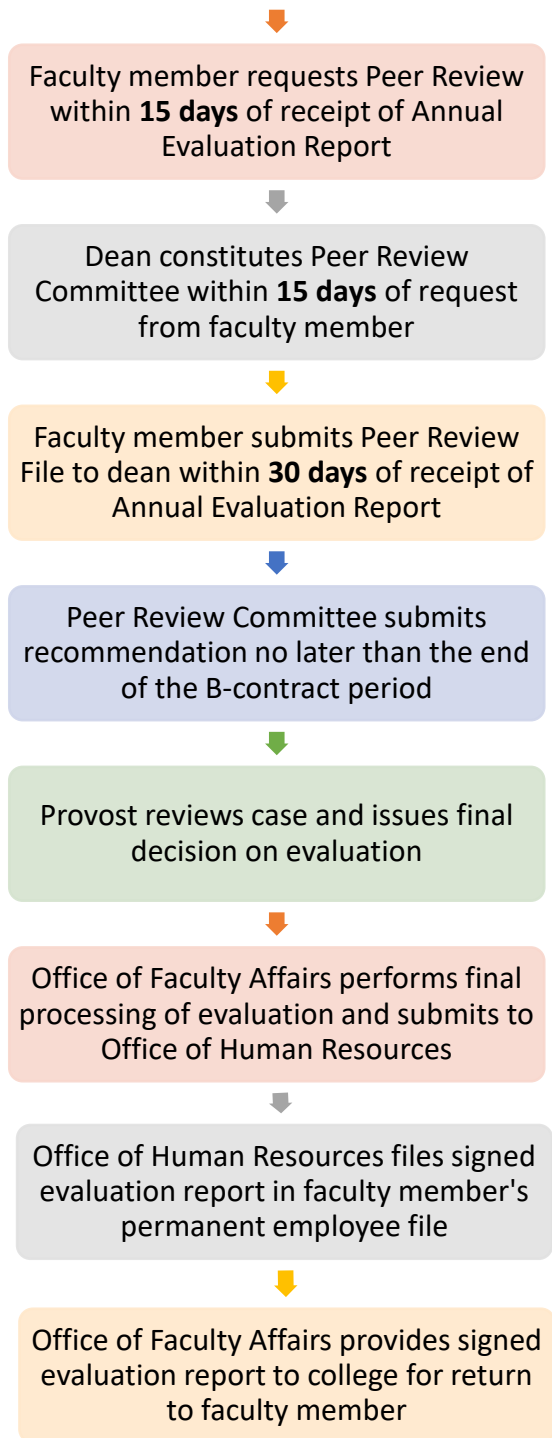 Faculty member requests Peer Review
within 15 days of receipt of Annual
Evaluation Report
Dean constitutes Peer Review
Committee within 15 days of request
from faculty member
Faculty member submits Peer Review
File to dean within 30 days of receipt of
Annual Evaluation Report
Peer Review Committee submits
recommendation no later than the end
of the B-contract period
Provost reviews case and issues final
decision on evaluation
Office of Faculty Affairs performs final
processing of evaluation and submits to
Office of Human Resources
Office of Human Resources files signed
evaluation report in faculty member's
permanent employee file
Office of Faculty Affairs provides signed
evaluation report to college for return
to faculty member